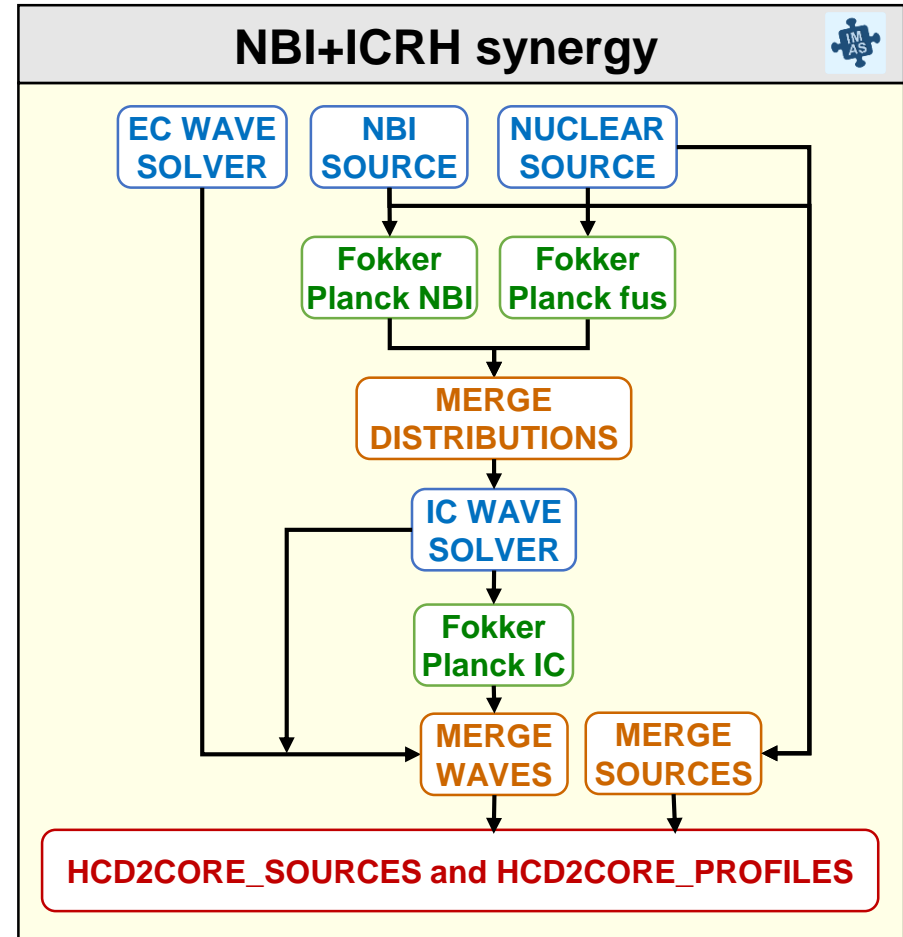 NBI+ICRH synergy
IM
AS
EC WAVE
SOLVER
NBI
SOURCE
NUCLEAR
SOURCE
Fokker
Planck NBI
Fokker
Planck fus
MERGE
DISTRIBUTIONS
IC WAVE
SOLVER
Fokker
Planck IC
MERGE
WAVES
MERGE
SOURCES
HCD2CORE_SOURCES and HCD2CORE_PROFILES